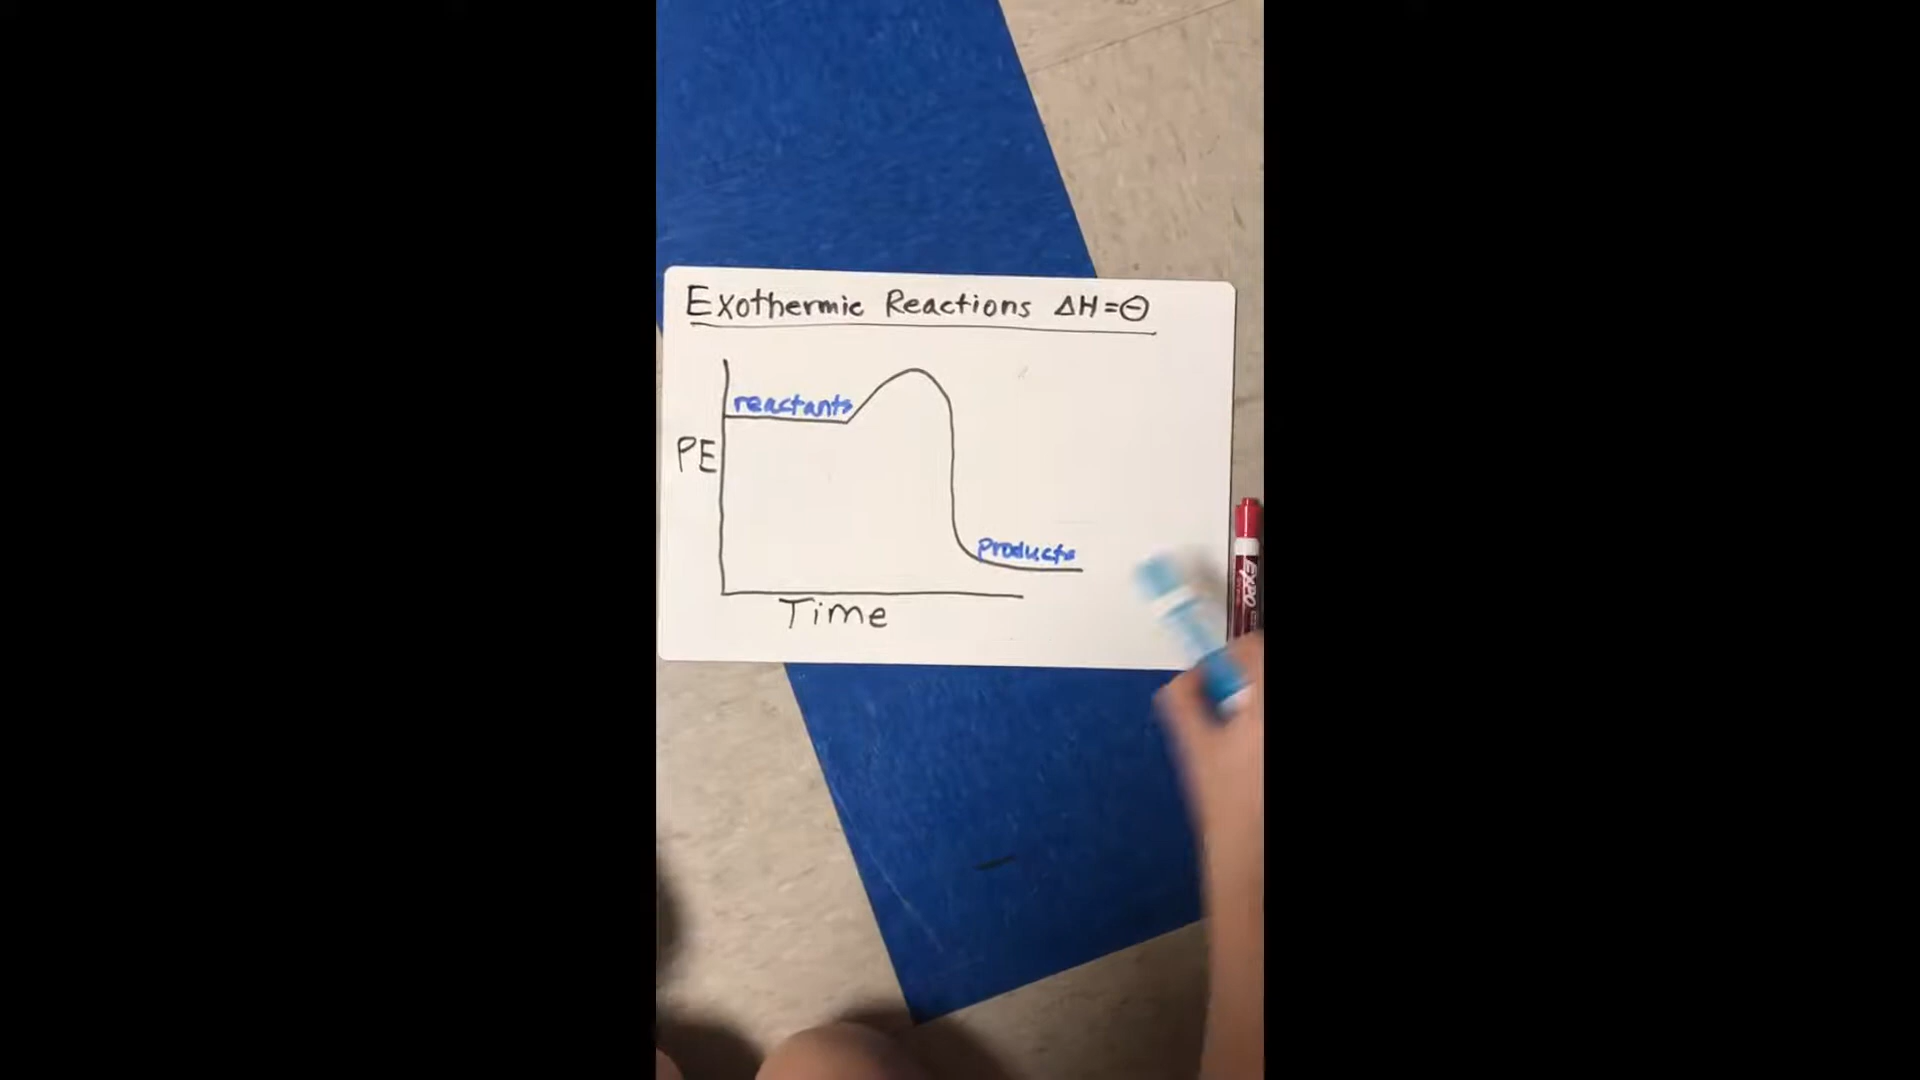 Exothermic Reactions ΔH=⊖
reactants
PE
products
Time
EXPO